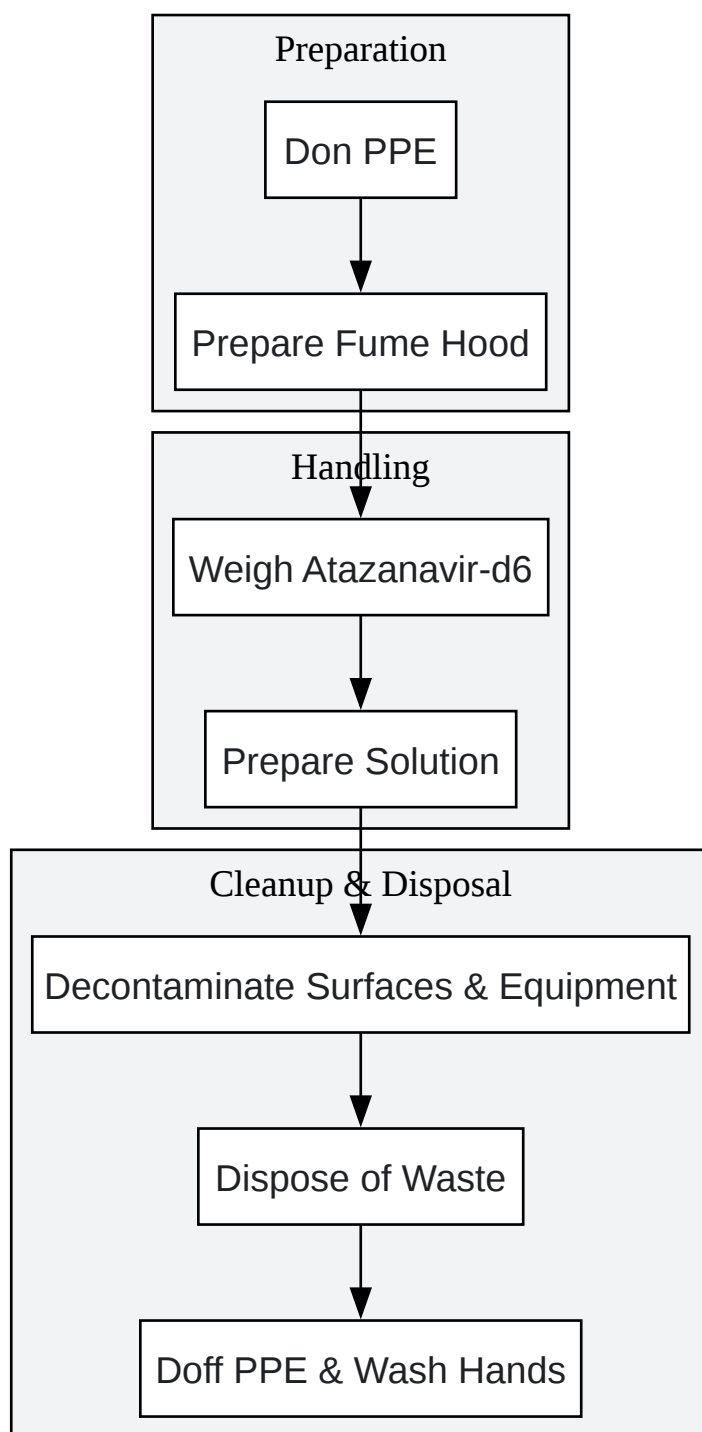 Preparation
Don PPE
Prepare Fume Hood
Handling
Weigh Atazanavir-d6
Prepare Solution
Cleanup & Disposal
Decontaminate Surfaces & Equipment
Dispose of Waste
Doff PPE & Wash Hands